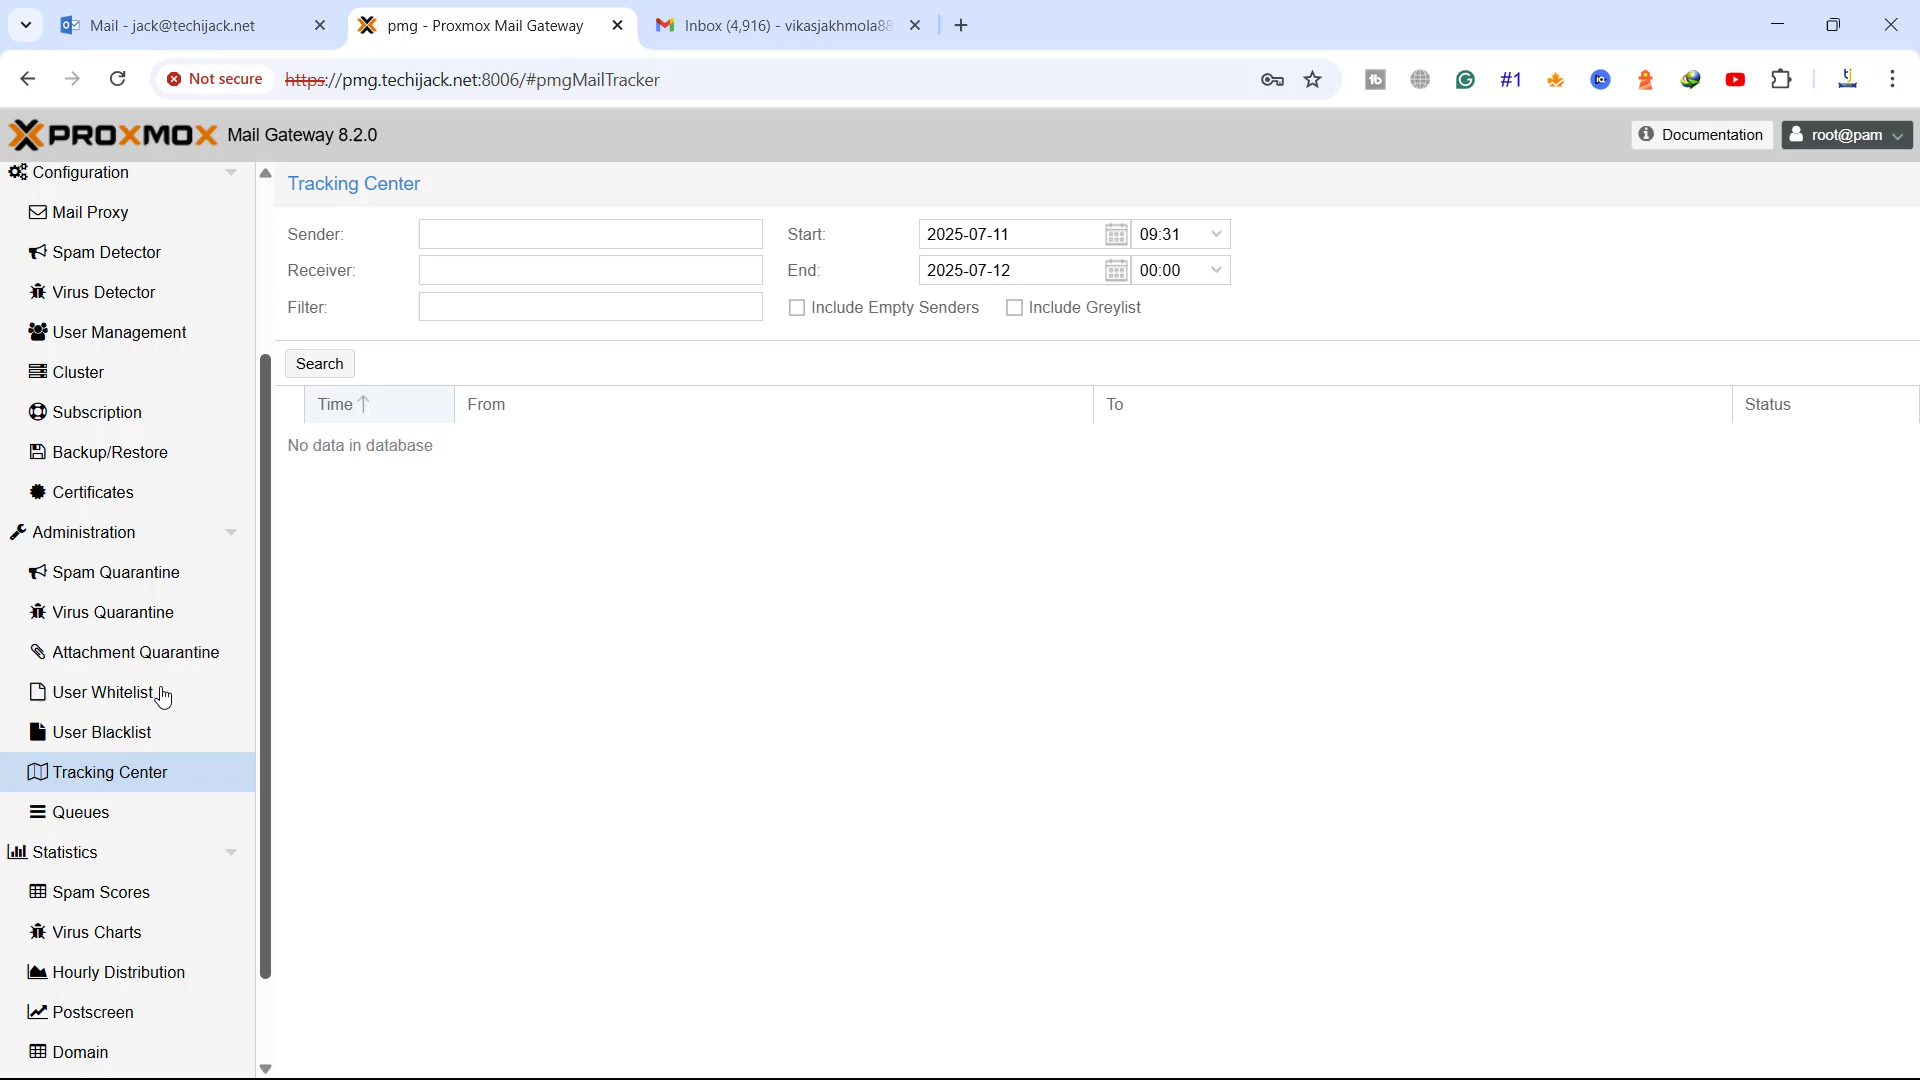 Mail - jack@techijack.net
pmg - Proxmox Mail Gateway
Inbox (4,916) - vikasjakhmola88
Not secure
https://pmg.techijack.net:8006/#pmgMailTracker
#1
PROXMOX Mail Gateway 8.2.0
Documentation
root@pam
Configuration
Mail Proxy
Spam Detector
Virus Detector
User Management
Cluster
Subscription
Backup/Restore
Certificates
Administration
Spam Quarantine
Virus Quarantine
Attachment Quarantine
User Whitelist
User Blacklist
Tracking Center
Queues
Statistics
Spam Scores
Virus Charts
Hourly Distribution
Postscreen
Domain
Tracking Center
Sender:
Start: 2025-07-11 09:31
Receiver:
End: 2025-07-12 00:00
Filter:
Include Empty Senders Include Greylist
Search
Time From To Status
No data in database